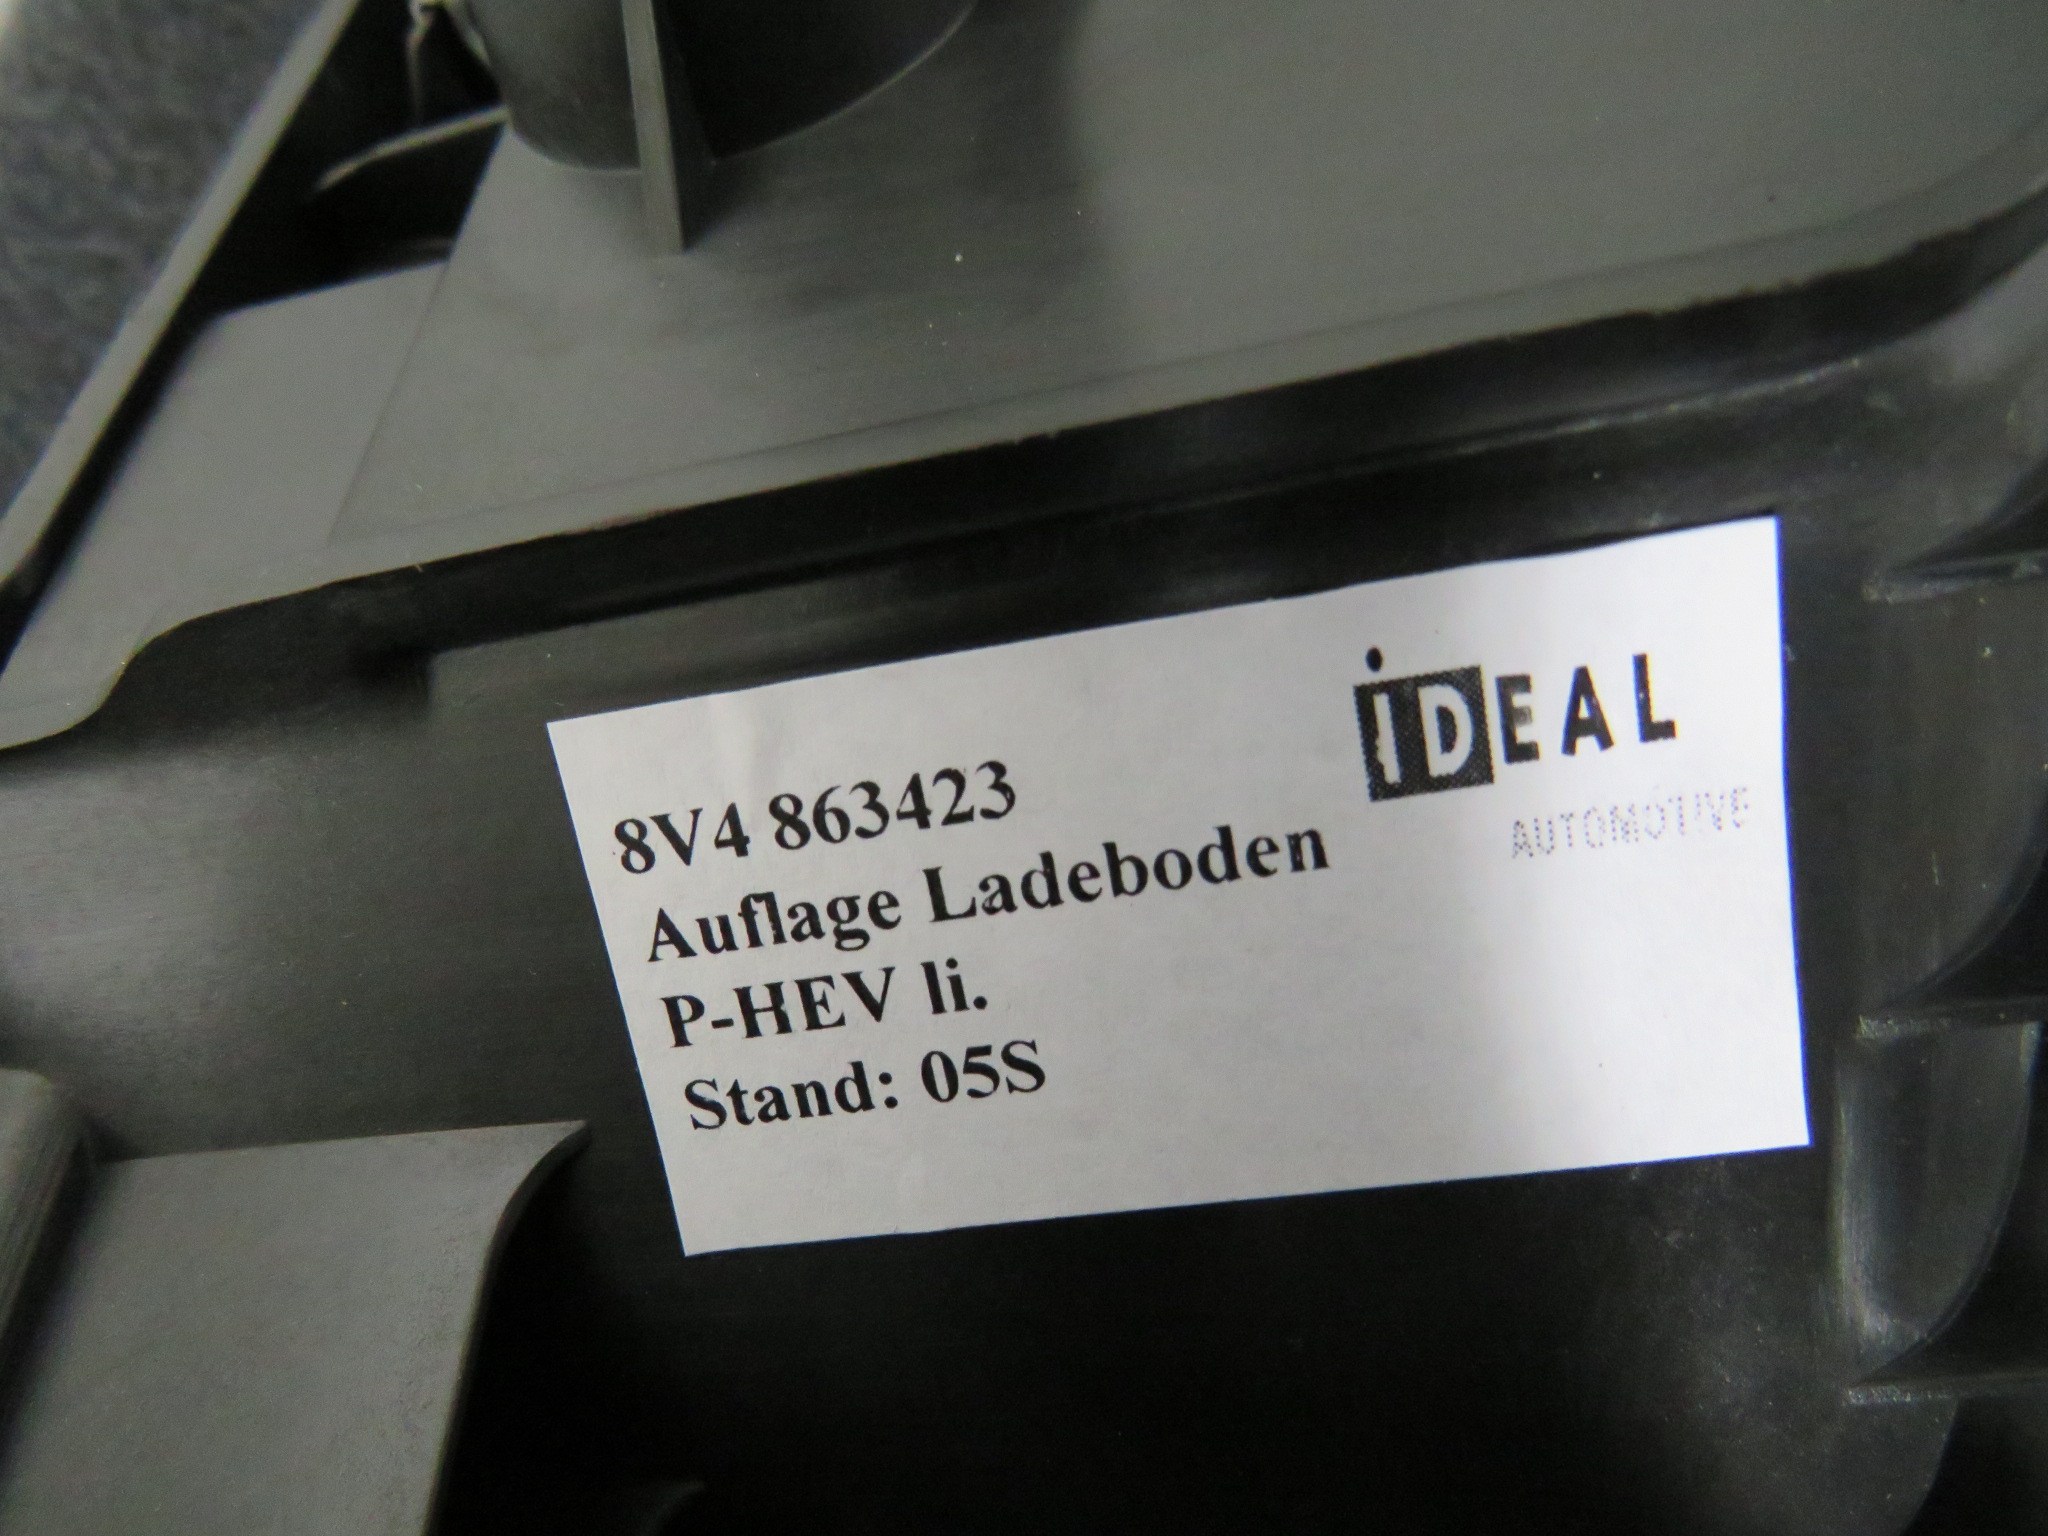 iDEAL
AUTOMOTIVE
8V4 863423
Auflage Ladeboden
P-HEV li.
Stand: 05S